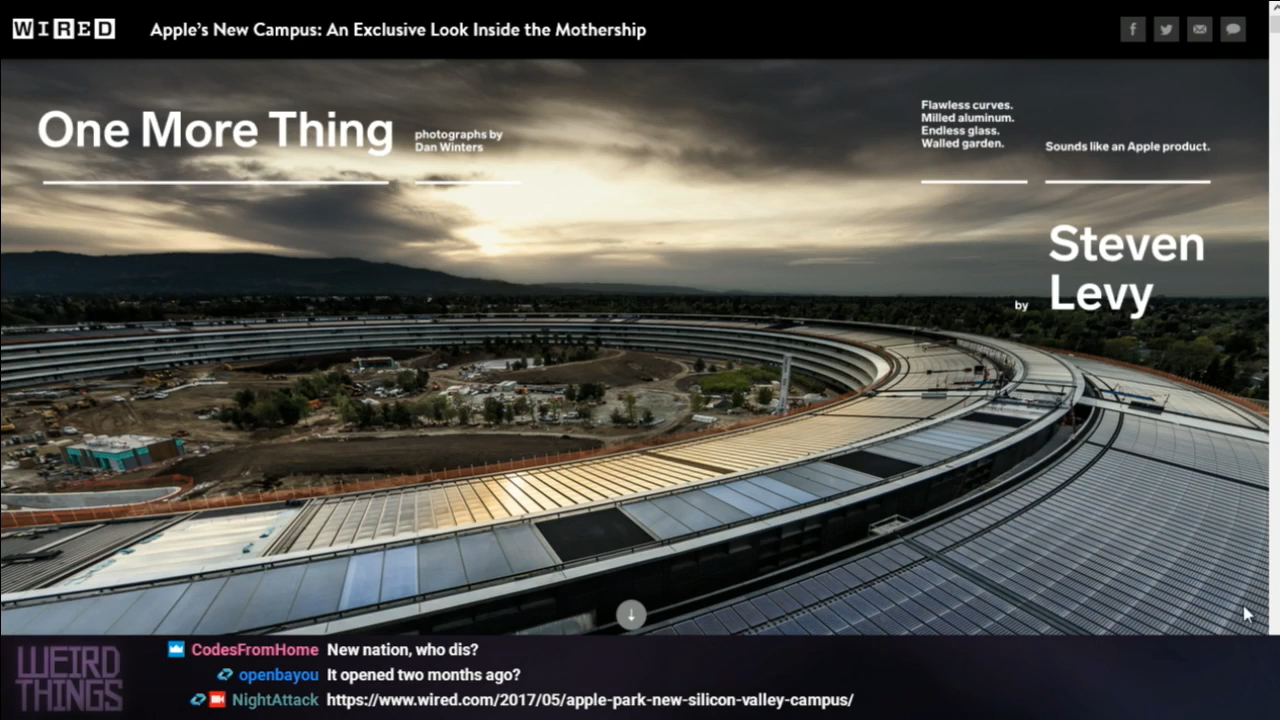 WIRED
Apple's New Campus: An Exclusive Look Inside the Mothership
One More Thing
photographs by
Dan Winters
Flawless curves.
Milled aluminum.
Endless glass.
Walled garden.
Sounds like an Apple product.
by
Steven
Levy
WEIRD
THINGS
CodesFromHome New nation, who dis?
openbayou It opened two months ago?
NightAttack https://www.wired.com/2017/05/apple-park-new-silicon-valley-campus/